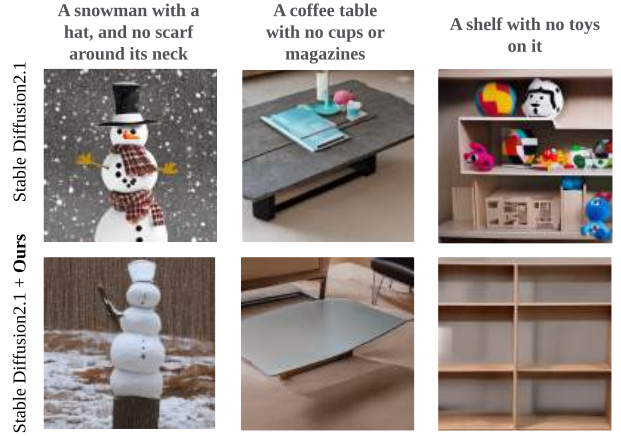 A snowman with a
hat, and no scarf
around its neck
A coffee table
with no cups or
magazines
A shelf with no toys
on it
Stable Diffusion2.1
Stable Diffusion2.1 + Ours